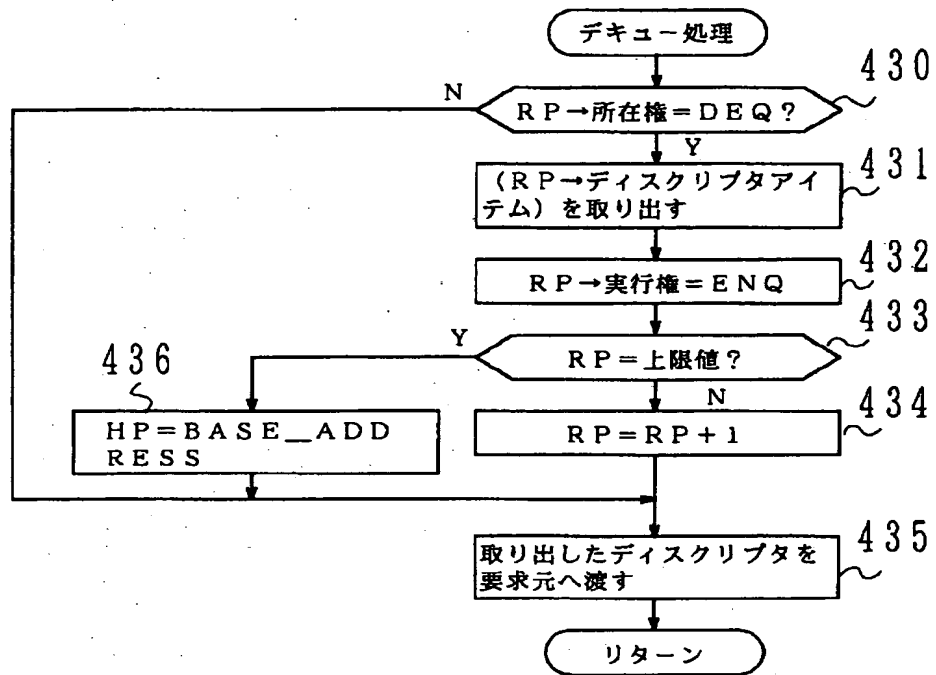 デキュー処理
430
N
RP→所在権=DEQ?
Y
431
(RP→ディスクリプタアイ
テム)を取り出す
432
RP→実行権=ENQ
433
Y
RP=上限値?
436
N
434
HP=BASE__ADD
RESS
RP=RP+1
435
取り出したディスクリプタを
要求元へ渡す
リターン